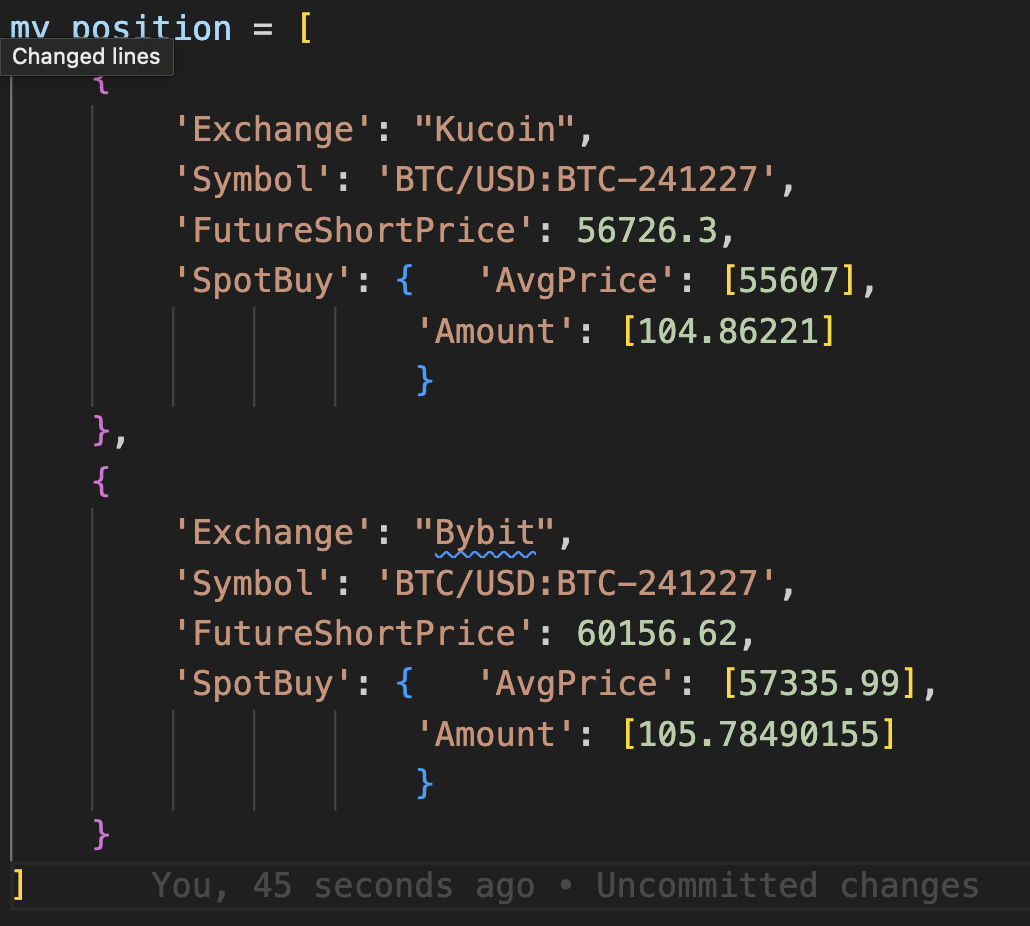 my_position = [
Changed lines
{
'Exchange': "Kucoin",
'Symbol': 'BTC/USD:BTC-241227',
'FutureShortPrice': 56726.3,
'SpotBuy': {   'AvgPrice': [55607],
'Amount': [104.86221]
}
},
{
'Exchange': "Bybit",
'Symbol': 'BTC/USD:BTC-241227',
'FutureShortPrice': 60156.62,
'SpotBuy': {   'AvgPrice': [57335.99],
'Amount': [105.78490155]
}
}
]      You, 45 seconds ago • Uncommitted changes